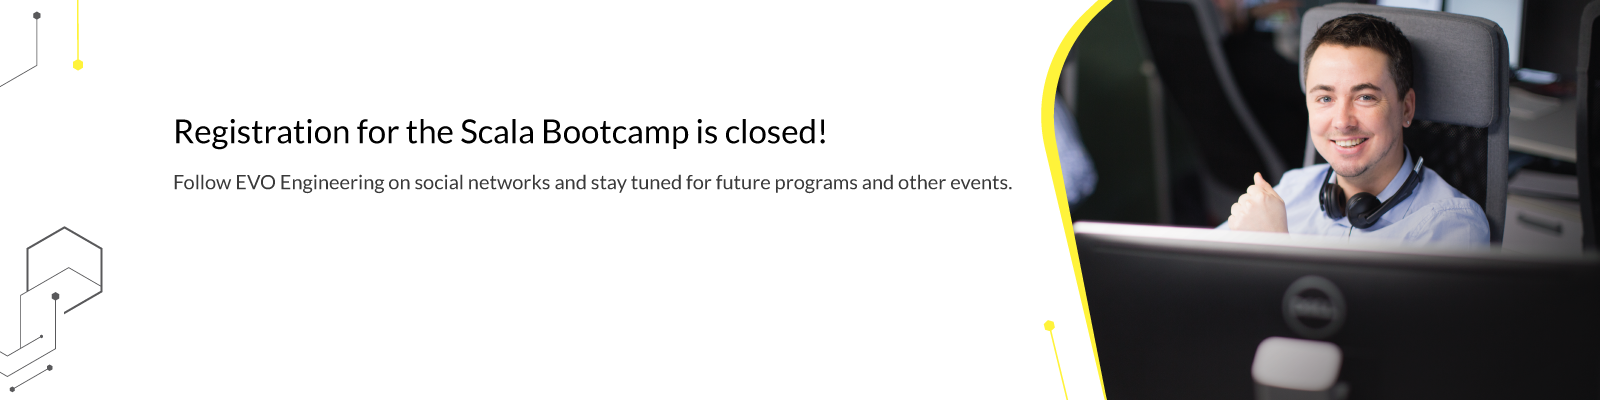 Registration for the Scala Bootcamp is closed!
Follow EVO Engineering on social networks and stay tuned for future programs and other events.
DELL